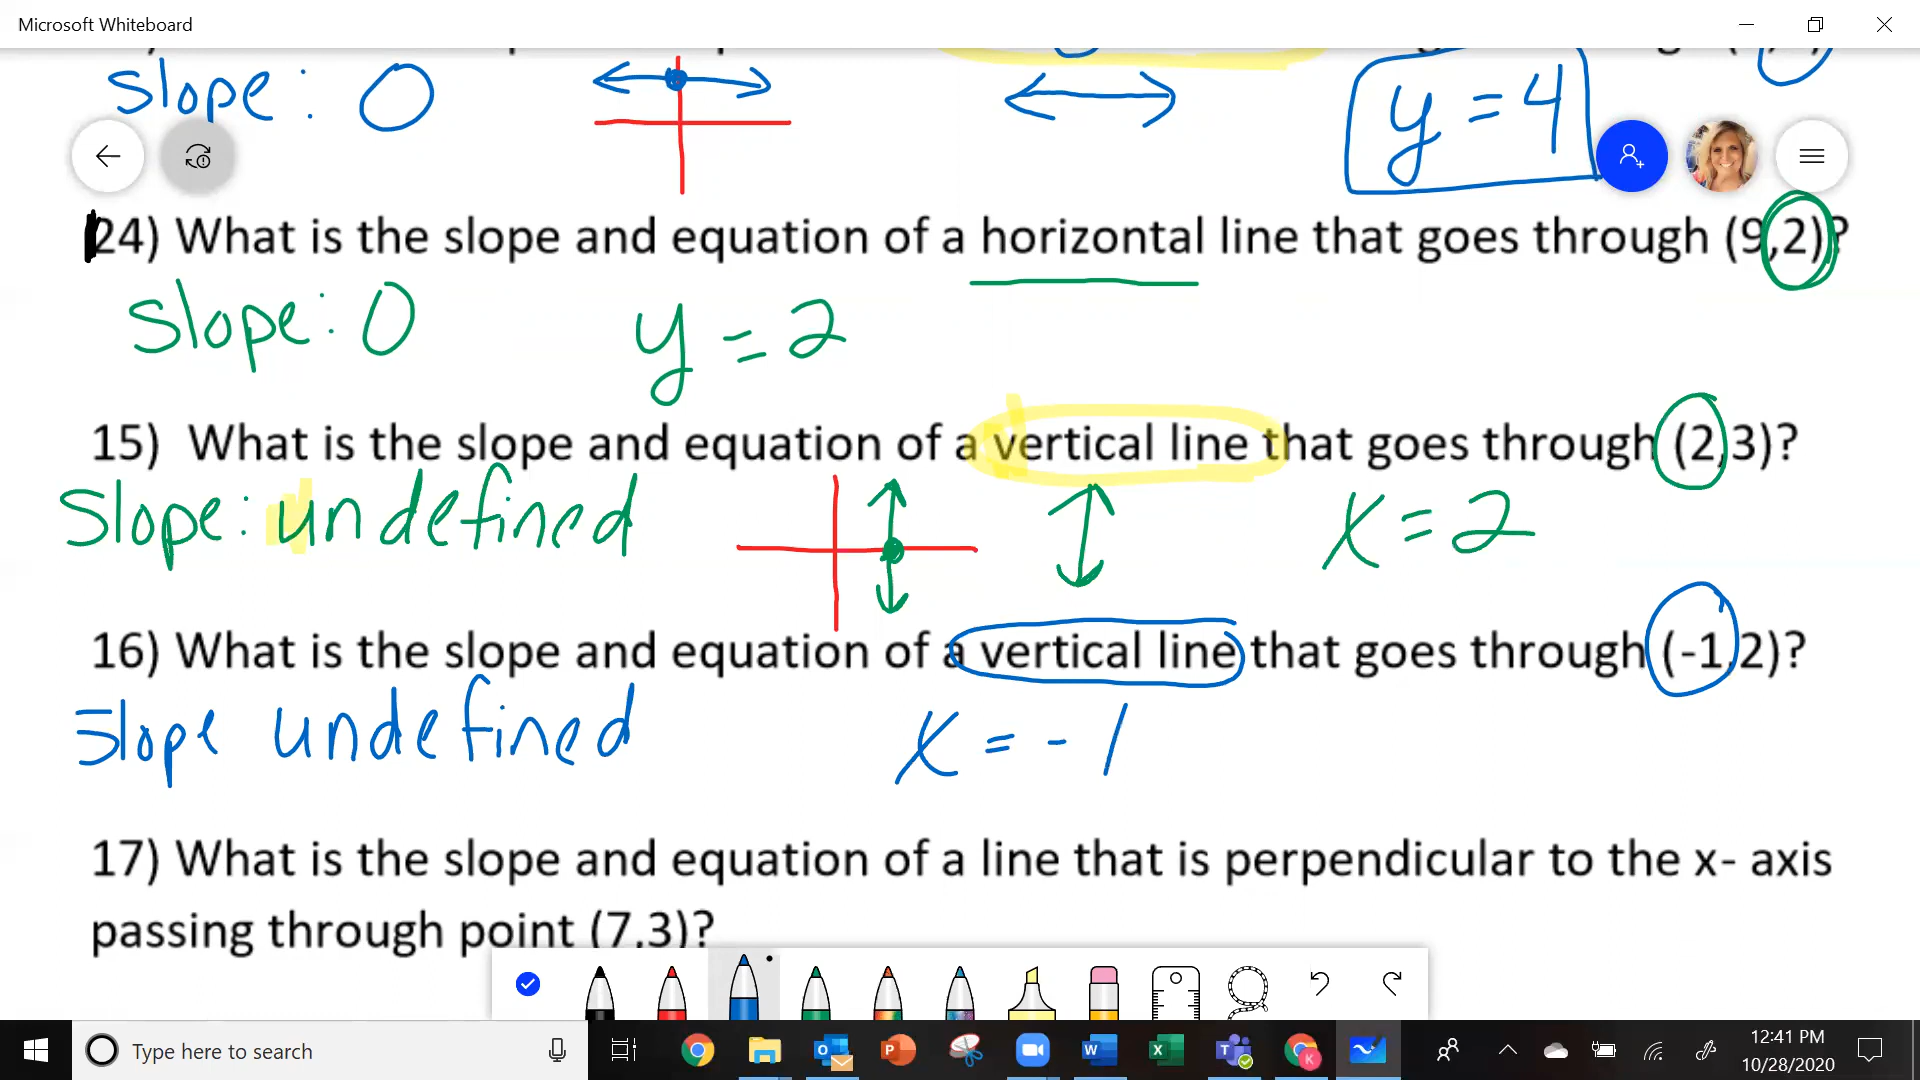 Microsoft Whiteboard
Slope: 0
y = 4
24) What is the slope and equation of a horizontal line that goes through (9,2)?
Slope: 0 y = 2
15) What is the slope and equation of a vertical line that goes through (2,3)?
Slope: undefined x = 2
16) What is the slope and equation of a vertical line that goes through (-1,2)?
Slope undefined x = -1
17) What is the slope and equation of a line that is perpendicular to the x- axis
passing through point (7,3)?
Type here to search
12:41 PM
10/28/2020